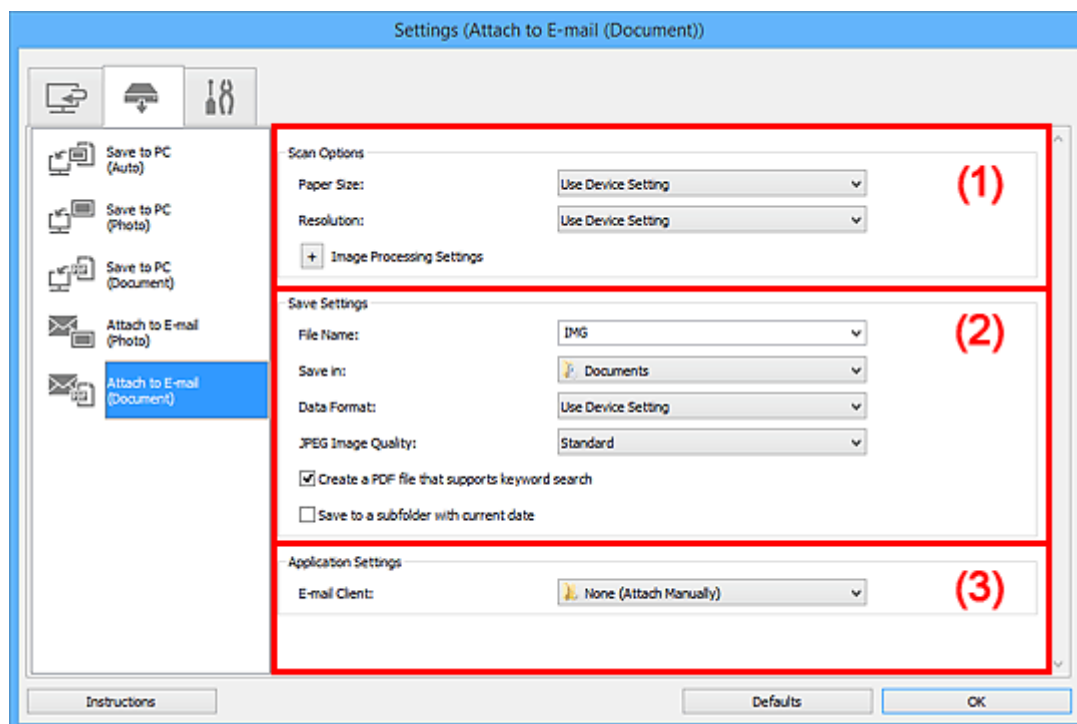 Settings (Attach to E-mail (Document))
Save to PC
(Auto)
Save to PC
(Photo)
Save to PC
(Document)
Attach to E-mail
(Photo)
Attach to E-mail
(Document)
Scan Options
(1)
Paper Size: Use Device Setting
Resolution: Use Device Setting
+ Image Processing Settings
Save Settings
(2)
File Name: IMG
Save in: Documents
Data Format: Use Device Setting
JPEG Image Quality: Standard
Create a PDF file that supports keyword search
Save to a subfolder with current date
Application Settings
(3)
E-mail Client: None (Attach Manually)
Instructions Defaults OK